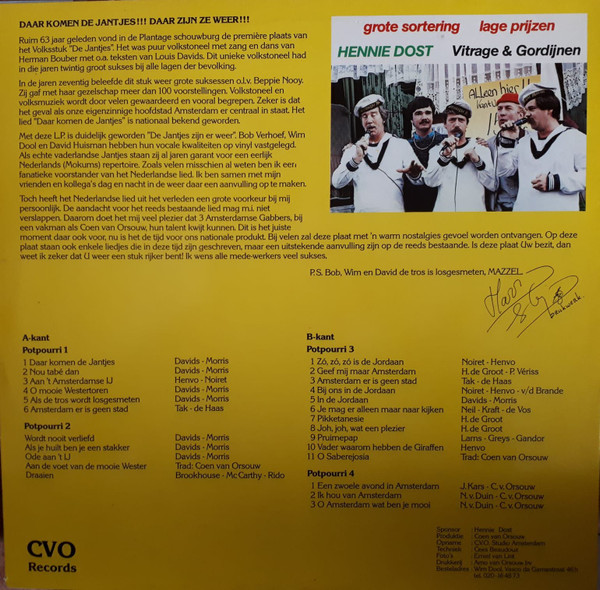 DAAR KOMEN DE JANTJES!!! DAAR ZIJN ZE WEER!!!
Ruim 63 jaar geleden vond in de Plantage schouwburg de première plaats van
het Volksstuk "De Jantjes". Het was puur volkstoneel met zang en dans van
Herman Bouber met o.a. teksten van Louis Davids. Dit unieke volkstoneel had
in die jaren twintig groot sukses bij alle lagen der bevolking.
In de jaren zeventig beleefde dit stuk weer grote suksessen o.l.v. Beppie Nooy.
Zij gaf met haar gezelschap meer dan 100 voorstellingen. Volkstoneel en
volksmuziek wordt door velen gewaardeerd en vooral begrepen. Zeker is dat
het geval als onze eigenzinnige hoofdstad Amsterdam er centraal in staat. Het
lied "Daar komen de Jantjes" is nationaal bekend geworden.
Met deze L.P. is duidelijk geworden "De Jantjes zijn er weer". Bob Verhoef, Wim
Dool en David Huisman hebben hun vocale kwaliteiten op vinyl vastgelegd.
Als echte vaderlandse Jantjes staan zij al jaren garant voor een eerlijk
Nederlands (Mokums) repertoire. Zoals velen misschien al weten ben ik een
fanatieke voorstander van het Nederlandse lied. Ik ben samen met mijn
vrienden en kollega's dag en nacht in de weer daar een aanvulling op te maken.
Toch heeft het Nederlandse lied uit het verleden een grote voorkeur bij mij
persoonlijk. De aandacht voor het reeds bestaande lied mag m.i. niet
verslappen. Daarom doet het mij veel plezier dat 3 Amsterdamse Gabbers, bij
een vakman als Coen van Orsouw, hun talent kwijt kunnen. Dit is het juiste
moment daar ook voor, nu is het de tijd voor ons nationale produkt. Bij velen zal deze plaat met 'n warm nostalgies gevoel worden ontvangen. Op deze
plaat staan ook enkele liedjes die in deze tijd zijn geschreven, maar een uitstekende aanvulling zijn op de reeds bestaande. Is deze plaat Uw bezit, dan
weet ik zeker dat U weer een stuk rijker bent! Ik wens alle mede-werkers veel sukses.
P.S. Bob, Wim en David de tros is losgesmeten, MAZZEL.
grote sortering lage prijzen
HENNIE DOST Vitrage & Gordijnen
Alleen hier!!
A-kant
Potpourri 1
1 Daar komen de Jantjes Davids - Morris
2 Nou tabé dan Davids - Morris
3 Aan 't Amsterdamse IJ Henvo - Noiret
4 O mooie Westertoren Davids - Morris
5 Als de tros wordt losgesmeten Davids - Morris
6 Amsterdam er is geen stad Tak - de Haas
Potpourri 2
Wordt nooit verliefd Davids - Morris
Als je huilt ben je een stakker Davids - Morris
Ode aan 't IJ Davids - Morris
Aan de voet van de mooie Wester Trad: Coen van Orsouw
Draaien Brookhouse - McCarthy - Rido
B-kant
Potpourri 3
1 Zó, zó, zó is de Jordaan Noiret - Henvo
2 Geef mij maar Amsterdam H. de Groot - P. Vériss
3 Amsterdam er is geen stad Tak - de Haas
4 Bij ons in de Jordaan Noiret - Henvo - v/d Brande
5 In de Jordaan Davids - Morris
6 Je mag er alleen maar naar kijken Neil - Kraft - de Vos
7 Pikketanesie H. de Groot
8 Joh, joh, wat een plezier H. de Groot
9 Pruimepap Larns - Greys - Gandor
10 Vader waarom hebben de Giraffen Henvo
11 O Saberejosia Trad: Coen van Orsouw
Potpourri 4
1 Een zwoele avond in Amsterdam J. Kars - C. v. Orsouw
2 Ik hou van Amsterdam N. v. Duin - C. v. Orsouw
3 O Amsterdam wat ben je mooi N. v. Duin - C. v. Orsouw
CVO
Records
Sponsor : Hennie Dost
Produktie : Coen van Orsouw
Opname : CVO Studio Amsterdam
Techniek
Foto's
Drukkerij
Besteladres : Wim Dool
tel. 020